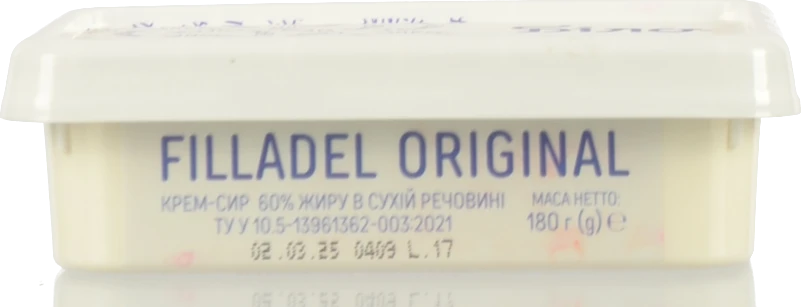 FILLADEL ORIGINAL
КРЕМ-СИР 60% ЖИРУ В СУХІЙ РЕЧОВИНІ
ТУ У 10.5-13961362-003:2021
МАСА НЕТТО:
180 г (g) ℮
02.03.25 0409 L.17